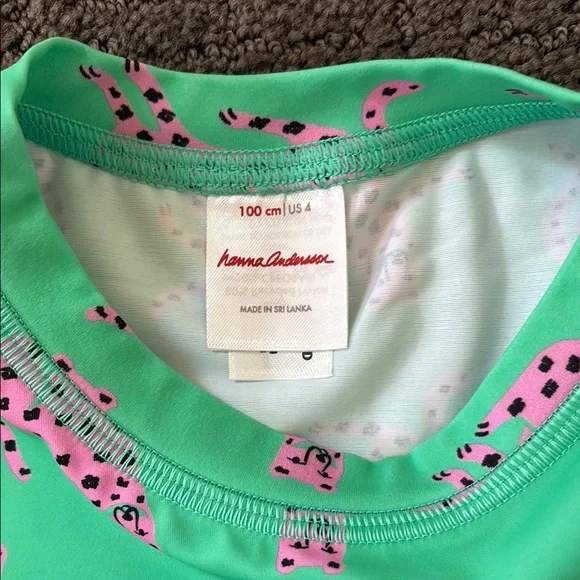 100 cm | US 4
hanna andersson
MADE IN SRI LANKA
D